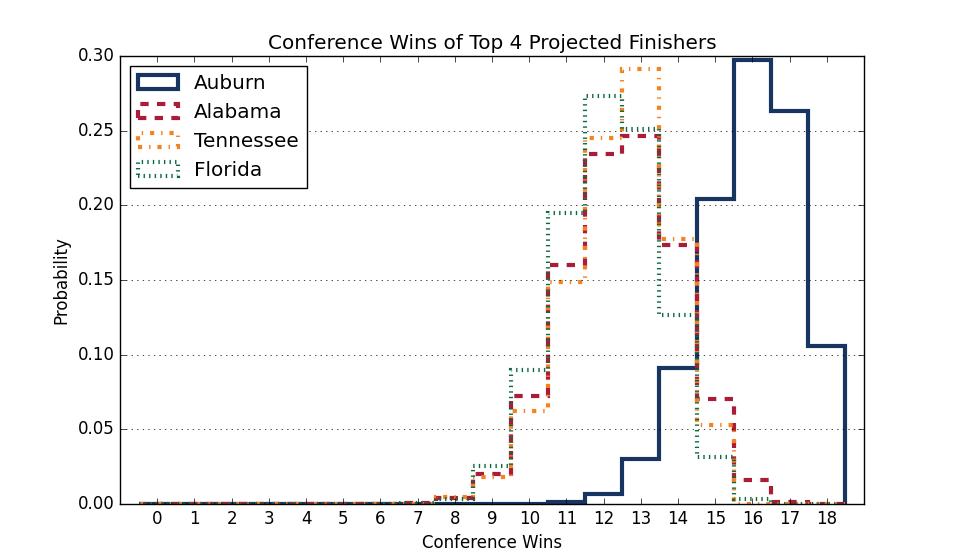 Conference Wins of Top 4 Projected Finishers
Auburn
Alabama
Tennessee
Florida
0.30
0.25
0.20
0.15
0.10
0.05
0.00
Probability
0 1 2 3 4 5 6 7 8 9 10 11 12 13 14 15 16 17 18
Conference Wins